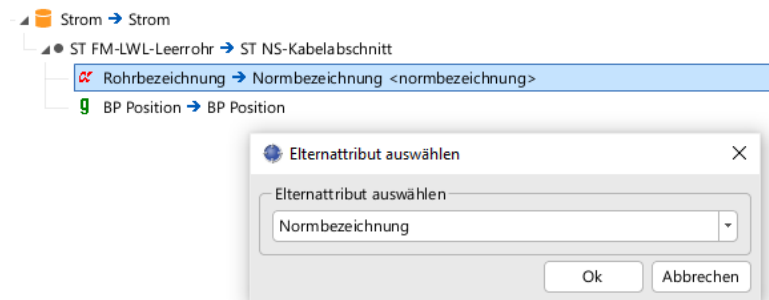 Strom ➔ Strom
ST FM-LWL-Leerrohr ➔ ST NS-Kabelabschnitt
α Rohrbezeichnung ➔ Normbezeichnung <normbezeichnung>
g BP Position ➔ BP Position
Elternattribut auswählen
Elternattribut auswählen
Normbezeichnung
Ok Abbrechen